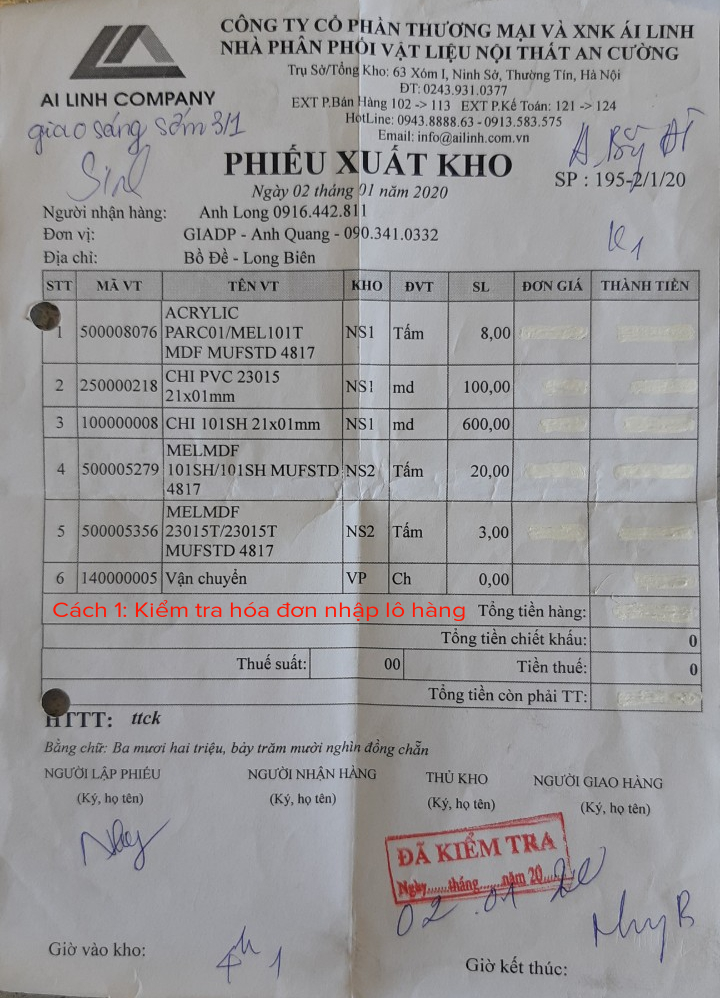 CÔNG TY CỔ PHẦN THƯƠNG MẠI VÀ XNK ÁI LINH
NHÀ PHÂN PHỐI VẬT LIỆU NỘI THẤT AN CƯỜNG
Trụ Sở/Tổng Kho: 63 Xóm I, Ninh Sở, Thường Tín, Hà Nội
ĐT: 0243.931.0377
AI LINH COMPANY
EXT P.Bán Hàng 102 -> 113 EXT P.Kế Toán: 121 -> 124
HotLine: 0943.8888.63 - 0913.583.575
Email: info@ailinh.com.vn
giao sáng sớm 3/1
PHIẾU XUẤT KHO
SP : 195-2/1/20
Ngày 02 tháng 01 năm 2020
Người nhận hàng: Anh Long 0916.442.811
Đơn vị: GIADP - Anh Quang - 090.341.0332
Địa chỉ: Bồ Đề - Long Biên
K1
STT MÃ VT TÊN VT KHO ĐVT SL ĐƠN GIÁ THÀNH TIỀN
1 500008076 ACRYLIC PARC01/MEL101T MDF MUFSTD 4817 NS1 Tấm 8,00
2 250000218 CHI PVC 23015 21x01mm NS1 md 100,00
3 100000008 CHI 101SH 21x01mm NS1 md 600,00
4 500005279 MELMDF 101SH/101SH MUFSTD 4817 NS2 Tấm 20,00
5 500005356 MELMDF 23015T/23015T MUFSTD 4817 NS2 Tấm 3,00
6 140000005 Vận chuyển VP Ch 0,00
Cách 1: Kiểm tra hóa đơn nhập lô hàng Tổng tiền hàng:
Tổng tiền chiết khấu: 0
Thuế suất: 00 Tiền thuế: 0
Tổng tiền còn phải TT:
HTTT: ttck
Bằng chữ: Ba mươi hai triệu, bảy trăm mười nghìn đồng chẵn
NGƯỜI LẬP PHIẾU NGƯỜI NHẬN HÀNG THỦ KHO NGƯỜI GIAO HÀNG
(Ký, họ tên) (Ký, họ tên) (Ký, họ tên) (Ký, họ tên)
ĐÃ KIỂM TRA
Ngày......tháng......năm 20.....
02 01
Giờ vào kho:
Giờ kết thúc: